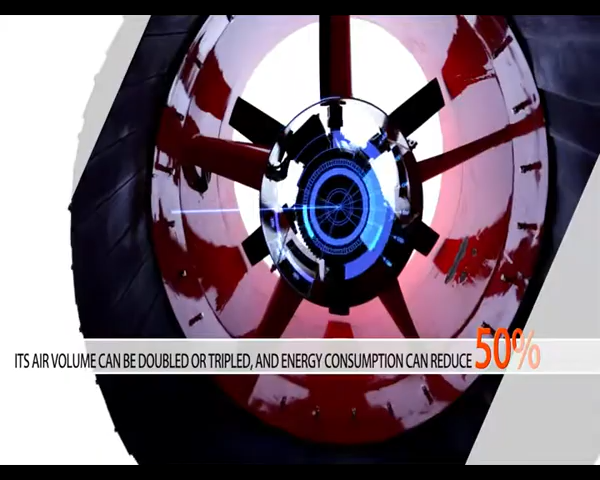 ITS AIR VOLUME CAN BE DOUBLED OR TRIPLED, AND ENERGY CONSUMPTION CAN REDUCE 50%